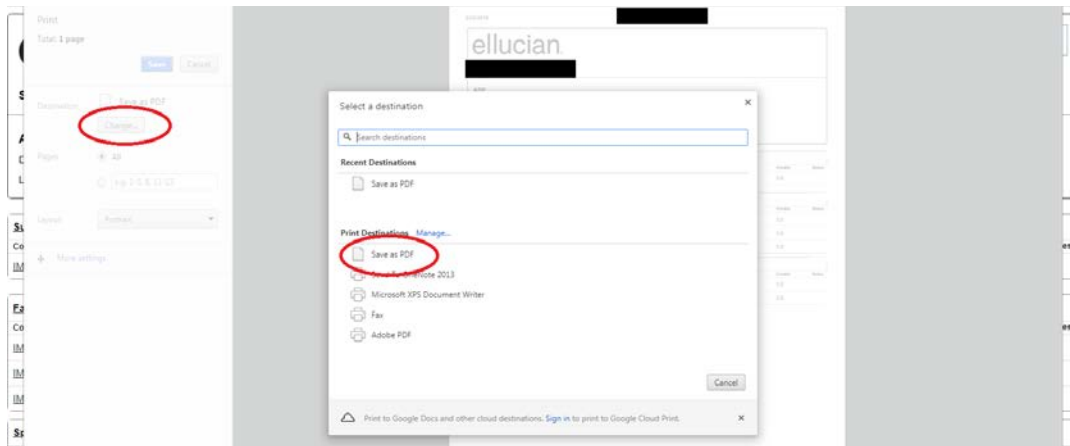 Print
Total: 1 page
Save Cancel
Destination Save as PDF
Change...
Pages All
e.g. 1-5, 8, 11-13
Layout Portrait
+ More settings
ellucian
Select a destination ×
Search destinations
Recent Destinations
Save as PDF
Print Destinations Manage...
Save as PDF
Send To OneNote 2013
Microsoft XPS Document Writer
Fax
Adobe PDF
Cancel
Print to Google Docs and other cloud destinations. Sign in to print to Google Cloud Print. ×